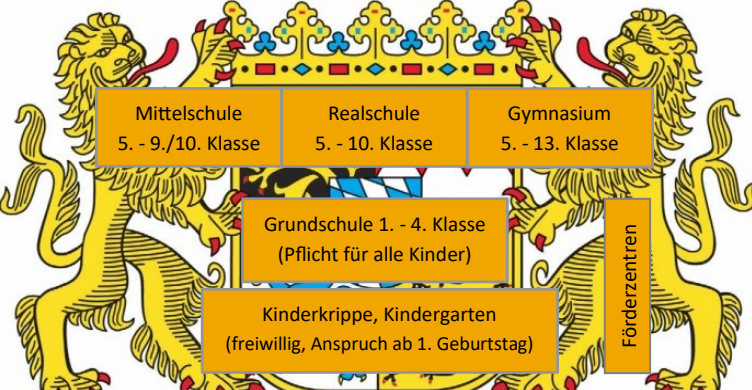 Mittelschule
5. - 9./10. Klasse
Realschule
5. - 10. Klasse
Gymnasium
5. - 13. Klasse
Grundschule 1. - 4. Klasse
(Pflicht für alle Kinder)
Förderzentren
Kinderkrippe, Kindergarten
(freiwillig, Anspruch ab 1. Geburtstag)